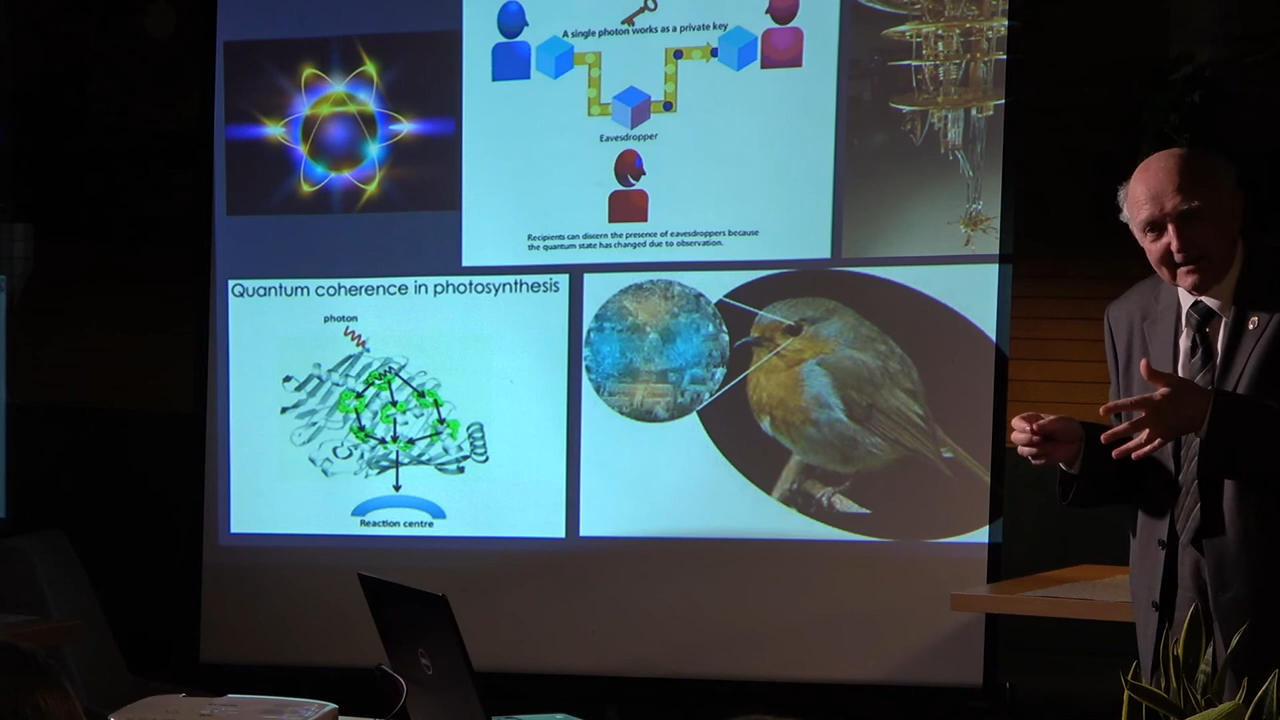 A single photon works as a private key
Eavesdropper
Recipients can discern the presence of eavesdroppers because
the quantum state has changed due to observation.
Quantum coherence in photosynthesis
photon
Reaction centre
DELL